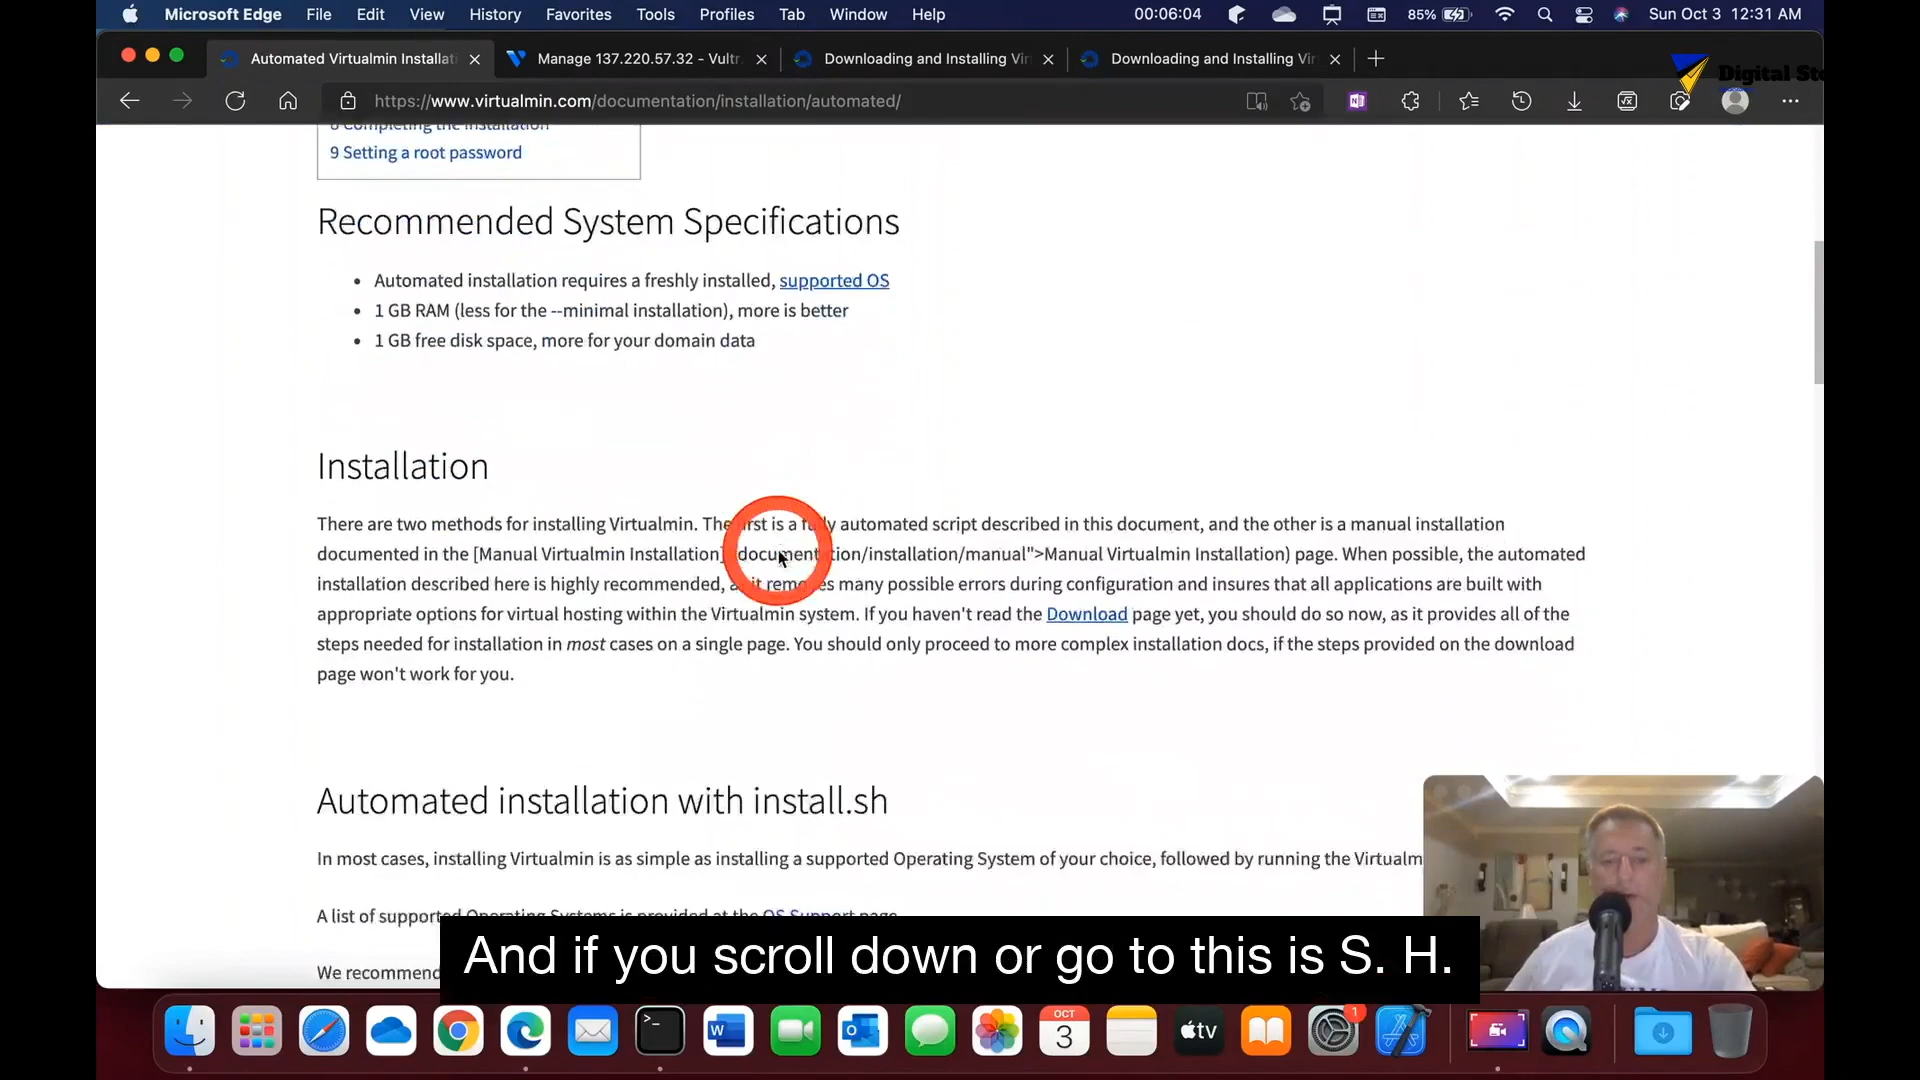 Microsoft Edge File Edit View History Favorites Tools Profiles Tab Window Help 00:06:04 85% Sun Oct 3 12:31 AM
Automated Virtualmin Installat Manage 137.220.57.32 - Vultr. Downloading and Installing Vir Downloading and Installing Vir
Digital Sto
https://www.virtualmin.com/documentation/installation/automated/
8 Completing the installation
9 Setting a root password
Recommended System Specifications
Automated installation requires a freshly installed, supported OS
1 GB RAM (less for the --minimal installation), more is better
1 GB free disk space, more for your domain data
Installation
There are two methods for installing Virtualmin. The first is a fully automated script described in this document, and the other is a manual installation
documented in the [Manual Virtualmin Installation] documentation/installation/manual">Manual Virtualmin Installation) page. When possible, the automated
installation described here is highly recommended, as it removes many possible errors during configuration and insures that all applications are built with
appropriate options for virtual hosting within the Virtualmin system. If you haven't read the Download page yet, you should do so now, as it provides all of the
steps needed for installation in most cases on a single page. You should only proceed to more complex installation docs, if the steps provided on the download
page won't work for you.
Automated installation with install.sh
In most cases, installing Virtualmin is as simple as installing a supported Operating System of your choice, followed by running the Virtualm
A list of supported Operating Systems is provided at the OS Support page
We recommend
And if you scroll down or go to this is S. H.
>_ W OCT 3 tv 1